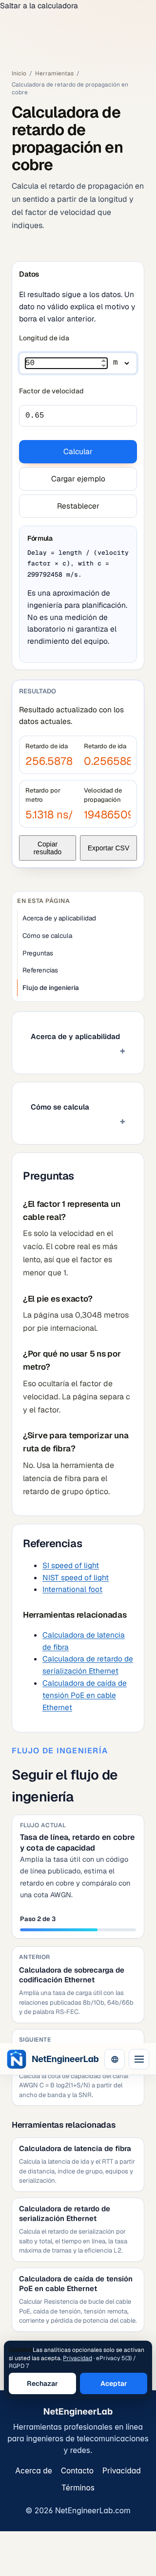 Saltar a la calculadora
Inicio / Herramientas /
Calculadora de retardo de propagación en
cobre
Calculadora de
retardo de
propagación en
cobre
Calcula el retardo de propagación en
un sentido a partir de la longitud y
del factor de velocidad que
indiques.
Datos
El resultado sigue a los datos. Un
dato no válido explica el motivo y
borra el valor anterior.
Longitud de ida
50 m
Factor de velocidad
0.65
Calcular
Cargar ejemplo
Restablecer
Fórmula
Delay = length / (velocity
factor × c), with c =
299792458 m/s.
Es una aproximación de
ingeniería para planificación.
No es una medición de
laboratorio ni garantiza el
rendimiento del equipo.
RESULTADO
Resultado actualizado con los
datos actuales.
Retardo de ida
256.5878
Retardo de ida
0.256588
Retardo por
metro
5.1318 ns/
Velocidad de
propagación
19486509
Copiar
resultado
Exportar CSV
EN ESTA PÁGINA
Acerca de y aplicabilidad
Cómo se calcula
Preguntas
Referencias
Flujo de ingeniería
Acerca de y aplicabilidad
+
Cómo se calcula
+
Preguntas
¿El factor 1 representa un
cable real?
Es solo la velocidad en el
vacío. El cobre real es más
lento, así que el factor es
menor que 1.
¿El pie es exacto?
La página usa 0,3048 metros
por pie internacional.
¿Por qué no usar 5 ns por
metro?
Eso ocultaría el factor de
velocidad. La página separa c
y el factor.
¿Sirve para temporizar una
ruta de fibra?
No. Usa la herramienta de
latencia de fibra para el
retardo de grupo óptico.
Referencias
SI speed of light
NIST speed of light
International foot
Herramientas relacionadas
Calculadora de latencia
de fibra
Calculadora de retardo de
serialización Ethernet
Calculadora de caída de
tensión PoE en cable
Ethernet
FLUJO DE INGENIERÍA
Seguir el flujo de
ingeniería
FLUJO ACTUAL
Tasa de línea, retardo en cobre
y cota de capacidad
Amplía la tasa útil con un código
de línea publicado, estima el
retardo en cobre y compáralo con
una cota AWGN.
Paso 2 de 3
ANTERIOR
Calculadora de sobrecarga de
codificación Ethernet
Amplía una tasa de carga útil con las
relaciones publicadas 8b/10b, 64b/66b
y de palabra RS-FEC.
SIGUIENTE
NetEngineerLab
Calcula la cota de capacidad del canal
AWGN C = B log2(1+S/N) a partir del
ancho de banda y la SNR.
Herramientas relacionadas
Calculadora de latencia de fibra
Calcula la latencia de ida y el RTT a partir
de distancia, índice de grupo, equipos y
serialización.
Calculadora de retardo de
serialización Ethernet
Calcula el retardo de serialización por
salto y total, el tiempo en línea, la tasa
máxima de tramas y la eficiencia L2.
Calculadora de caída de tensión
PoE en cable Ethernet
Calcular Resistencia de bucle del cable
PoE, caída de tensión, tensión remota,
corriente y pérdida de potencia del cable.
Las analíticas opcionales solo se activan
si usted las acepta. Privacidad · ePrivacy 5(3) /
RGPD 7
Rechazar
Aceptar
NetEngineerLab
Herramientas profesionales en línea
para ingenieros de telecomunicaciones
y redes.
Acerca de Contacto Privacidad
Términos
© 2026 NetEngineerLab.com